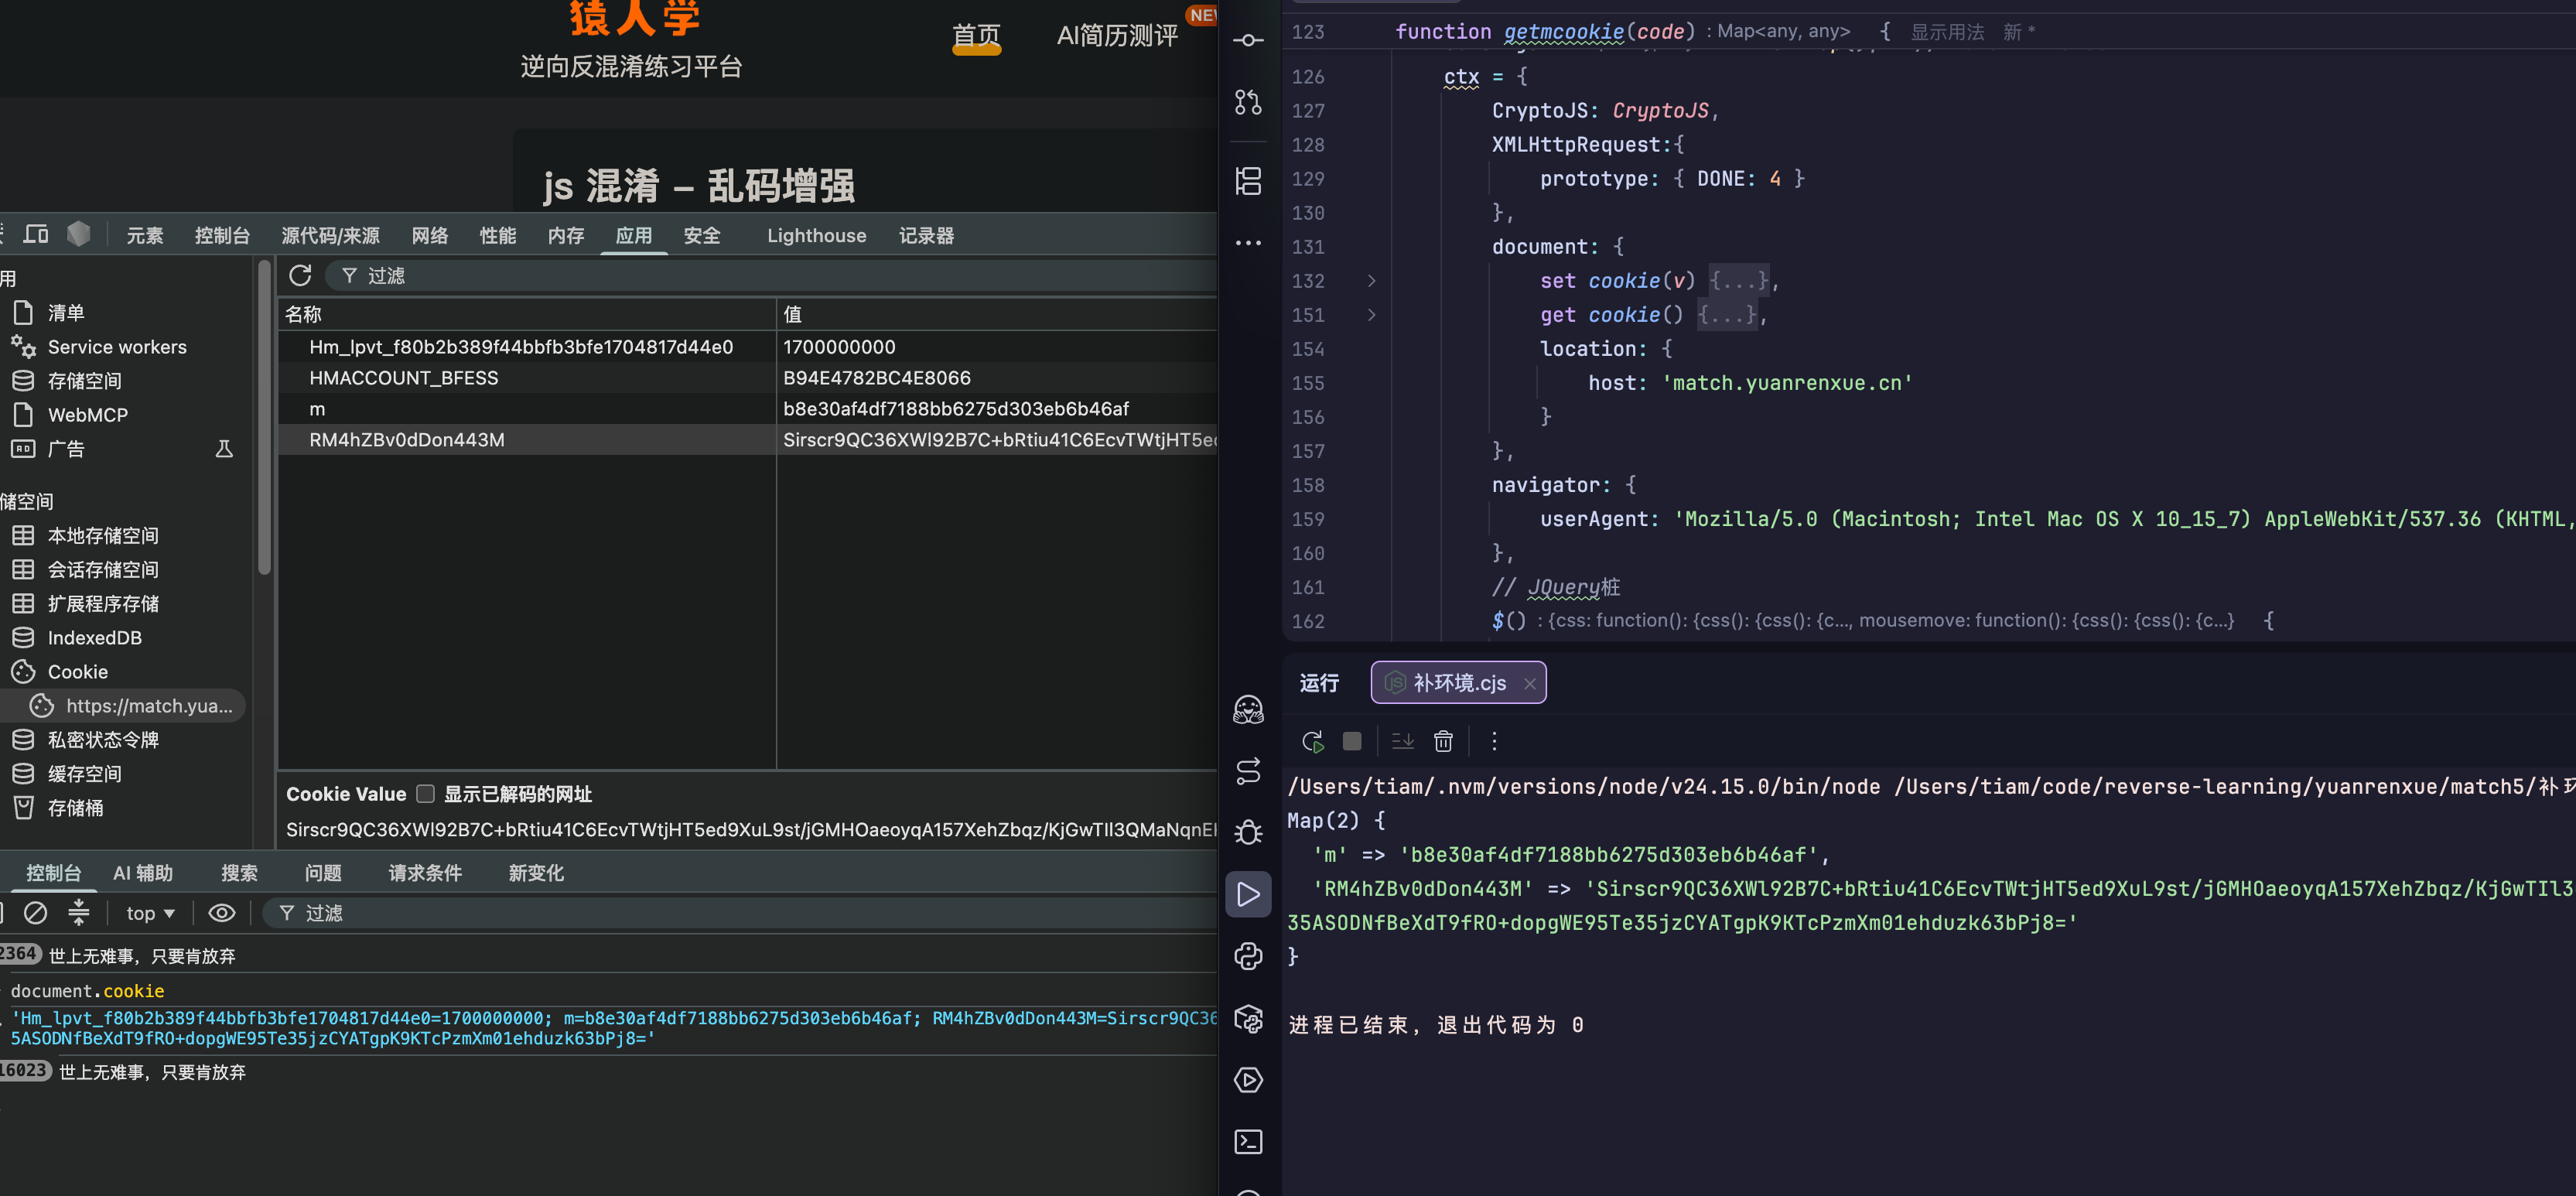 猿人学
逆向反混淆练习平台
首页
AI简历测评
NEW
js 混淆 – 乱码增强
元素
控制台
源代码/来源
网络
性能
内存
应用
安全
Lighthouse
记录器
用
清单
Service workers
存储空间
WebMCP
广告
储空间
本地存储空间
会话存储空间
扩展程序存储
IndexedDB
Cookie
https://match.yua...
私密状态令牌
缓存空间
存储桶
过滤
名称 值
Hm_lpvt_f80b2b389f44bbfb3bfe1704817d44e0 1700000000
HMACCOUNT_BFESS B94E4782BC4E8066
m b8e30af4df7188bb6275d303eb6b46af
RM4hZBv0dDon443M Sirscr9QC36XWl92B7C+bRtiu41C6EcvTWtjHT5ed
Cookie Value 显示已解码的网址
Sirscr9QC36XWl92B7C+bRtiu41C6EcvTWtjHT5ed9XuL9st/jGMHOaeoyqA157XehZbqz/KjGwTIl3QMaNqnE
控制台
AI 辅助
搜索
问题
请求条件
新变化
top
过滤
2364 世上无难事，只要肯放弃
document.cookie
'Hm_lpvt_f80b2b389f44bbfb3bfe1704817d44e0=1700000000; m=b8e30af4df7188bb6275d303eb6b46af; RM4hZBv0dDon443M=Sirscr9QC36
5ASODNfBeXdT9fRO+dopgWE95Te35jzCYATgpK9KTcPzmXm01ehduzk63bPj8='
16023 世上无难事，只要肯放弃
123 function getmcookie(code) : Map<any, any> { 显示用法 新 *
126 ctx = {
127 CryptoJS: CryptoJS,
128 XMLHttpRequest:{
129 prototype: { DONE: 4 }
130 },
131 document: {
132 set cookie(v) {...},
151 get cookie() {...},
154 location: {
155 host: 'match.yuanrenxue.cn'
156 }
157 },
158 navigator: {
159 userAgent: 'Mozilla/5.0 (Macintosh; Intel Mac OS X 10_15_7) AppleWebKit/537.36 (KHTML,
160 },
161 // JQuery桩
162 $() : {css: function(): {css(): {css(): {c..., mousemove: function(): {css(): {css(): {c...} {
运行
补环境.cjs
/Users/tiam/.nvm/versions/node/v24.15.0/bin/node /Users/tiam/code/reverse-learning/yuanrenxue/match5/补环
Map(2) {
'm' => 'b8e30af4df7188bb6275d303eb6b46af',
'RM4hZBv0dDon443M' => 'Sirscr9QC36XWl92B7C+bRtiu41C6EcvTWtjHT5ed9XuL9st/jGMHOaeoyqA157XehZbqz/KjGwTIl3
35ASODNfBeXdT9fRO+dopgWE95Te35jzCYATgpK9KTcPzmXm01ehduzk63bPj8='
}
进程已结束，退出代码为 0